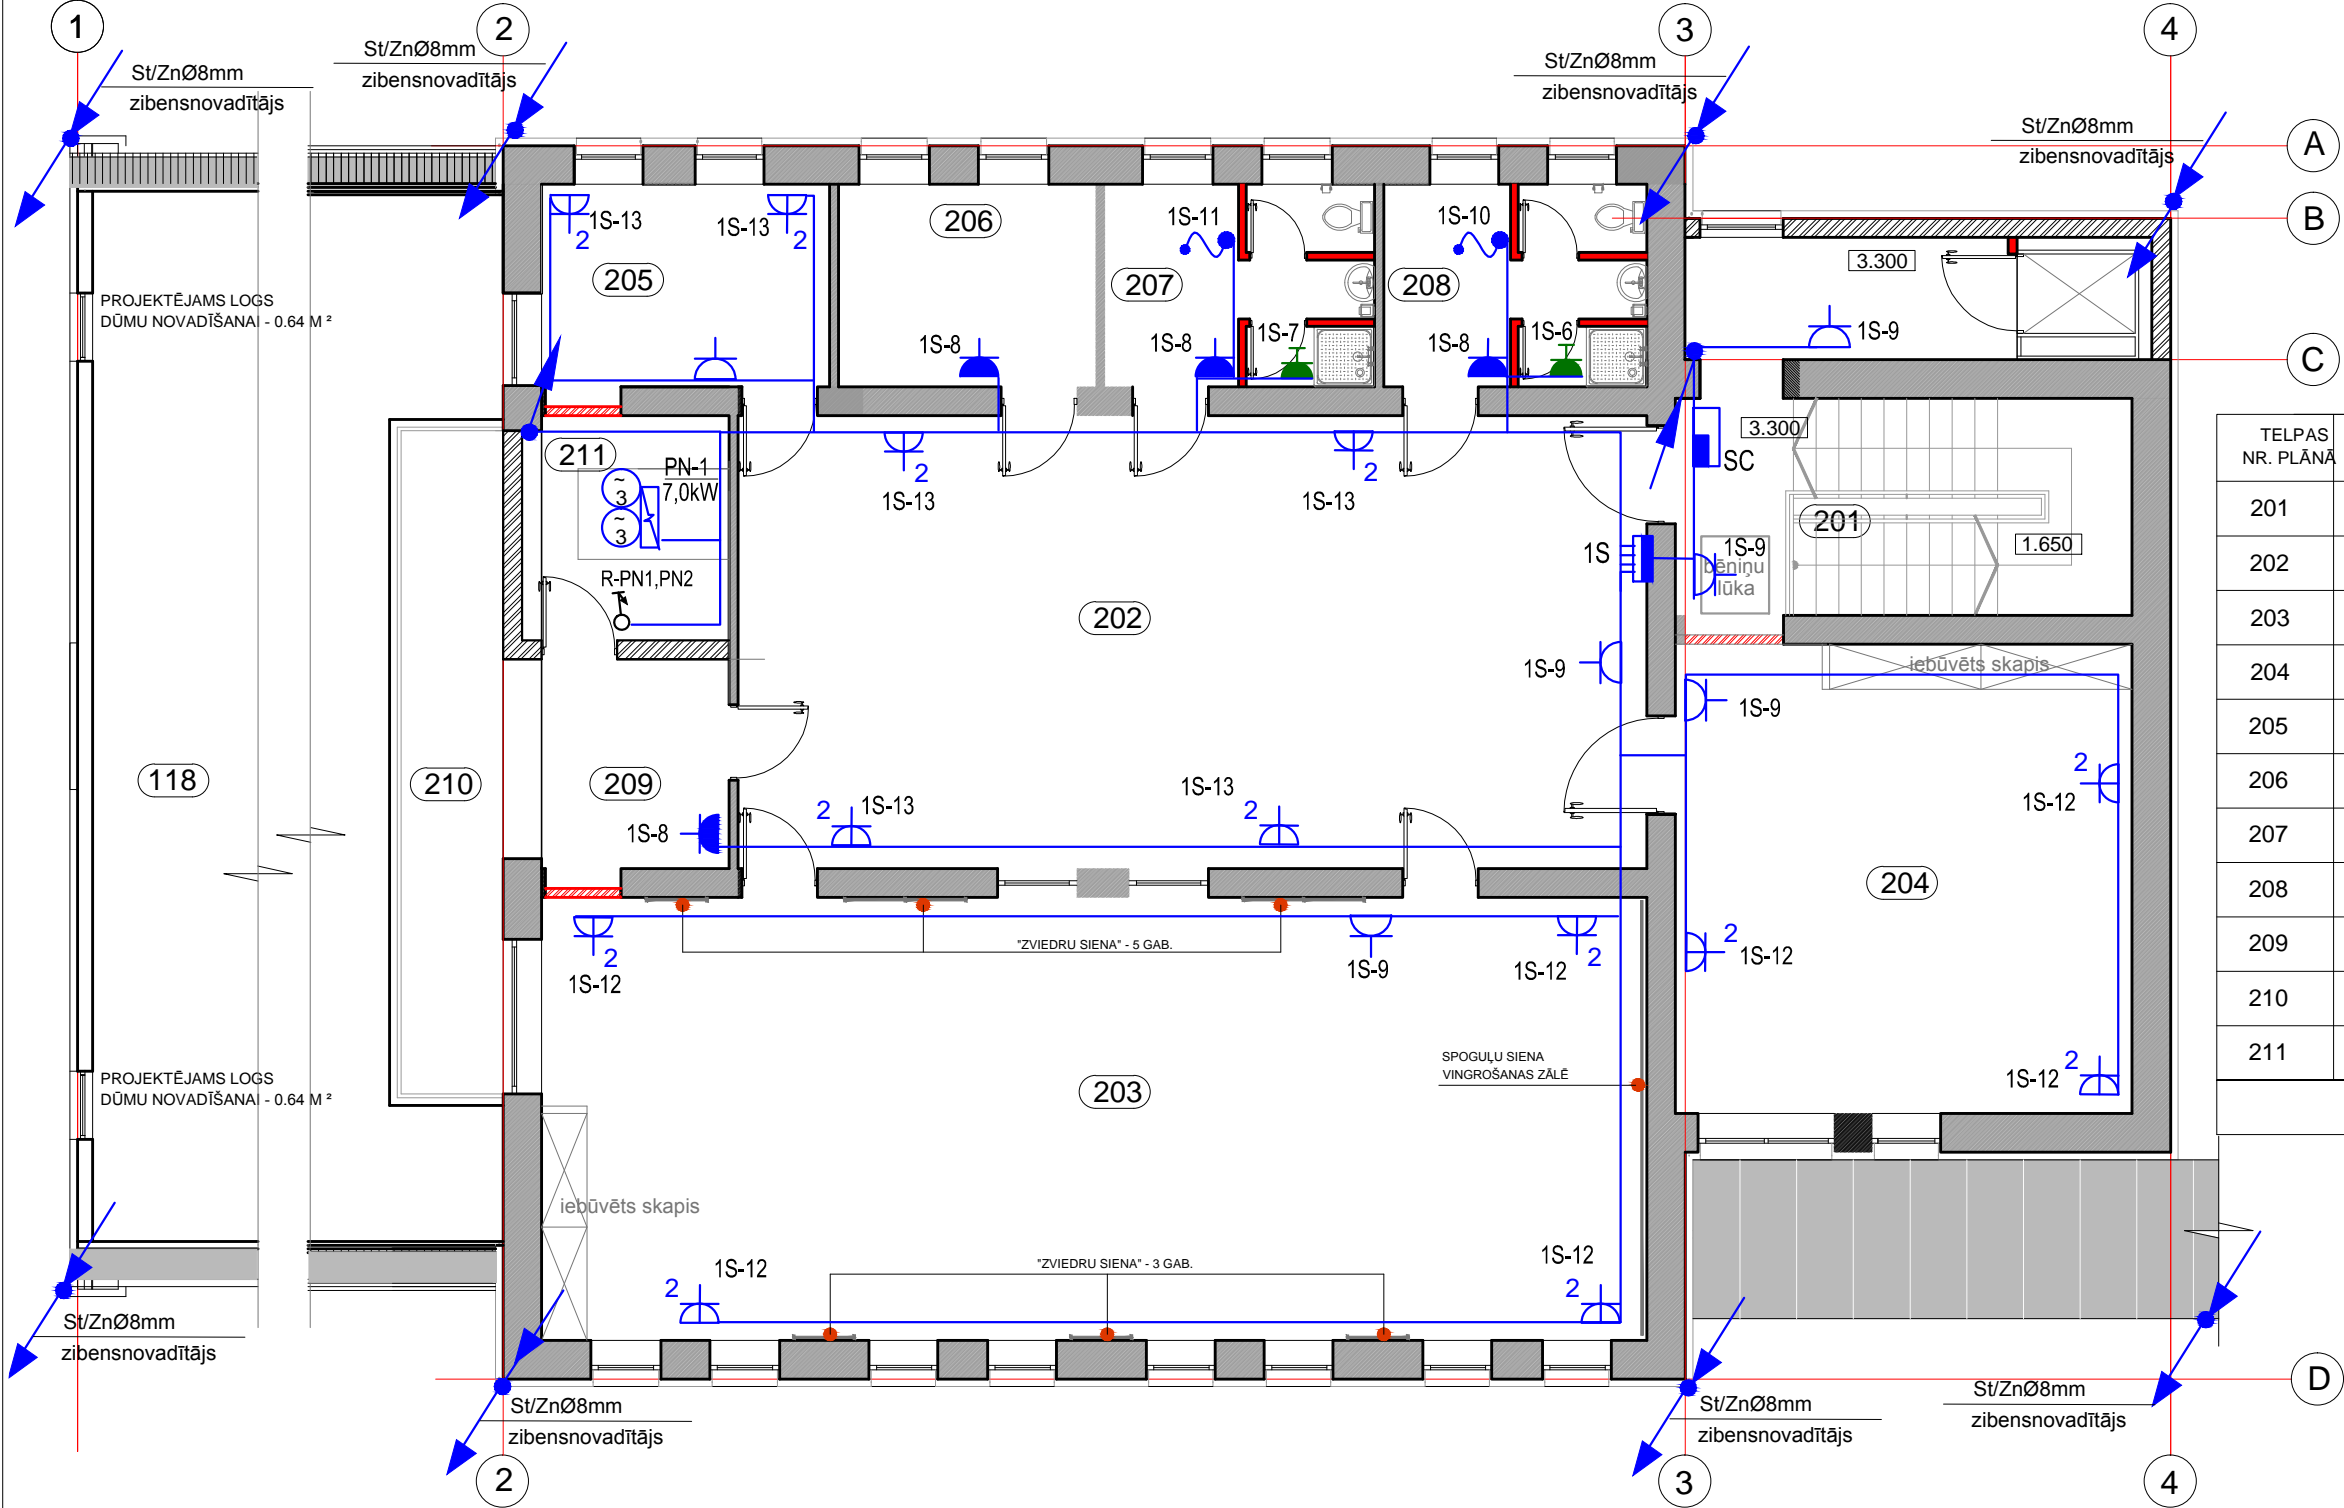 1
2
3
4
St/ZnØ8mm
zibensnovadītājs
St/ZnØ8mm
zibensnovadītājs
St/ZnØ8mm
zibensnovadītājs
St/ZnØ8mm
zibensnovadītājs
A
B
C
D
1S-13
2
1S-13
2
205
206
1S-11
207
1S-10
208
3.300
1S-9
PROJEKTĒJAMS LOGS
DŪMU NOVADĪŠANAI - 0.64 M ²
1S-8
1S-8
1S-7
1S-8
1S-6
211
PN-1
7,0kW
~
3
~
3
R-PN1,PN2
2
1S-13
2
1S-13
3.300
SC
201
1.650
1S
1S-9
bēniņu
lūka
202
1S-9
iebūvēts skapis
1S-9
TELPAS
NR. PLĀNĀ
201
202
203
204
205
206
207
208
209
210
211
118
210
209
1S-8
2
1S-13
1S-13
2
2
1S-12
204
2
1S-12
2
1S-12
"ZVIEDRU SIENA" - 5 GAB.
2
1S-12
1S-9
1S-12
2
SPOGUĻU SIENA
VINGROŠANAS ZĀLĒ
203
PROJEKTĒJAMS LOGS
DŪMU NOVADĪŠANAI - 0.64 M ²
iebūvēts skapis
2
1S-12
"ZVIEDRU SIENA" - 3 GAB.
1S-12
2
St/ZnØ8mm
zibensnovadītājs
St/ZnØ8mm
zibensnovadītājs
St/ZnØ8mm
zibensnovadītājs
St/ZnØ8mm
zibensnovadītājs
2
3
4